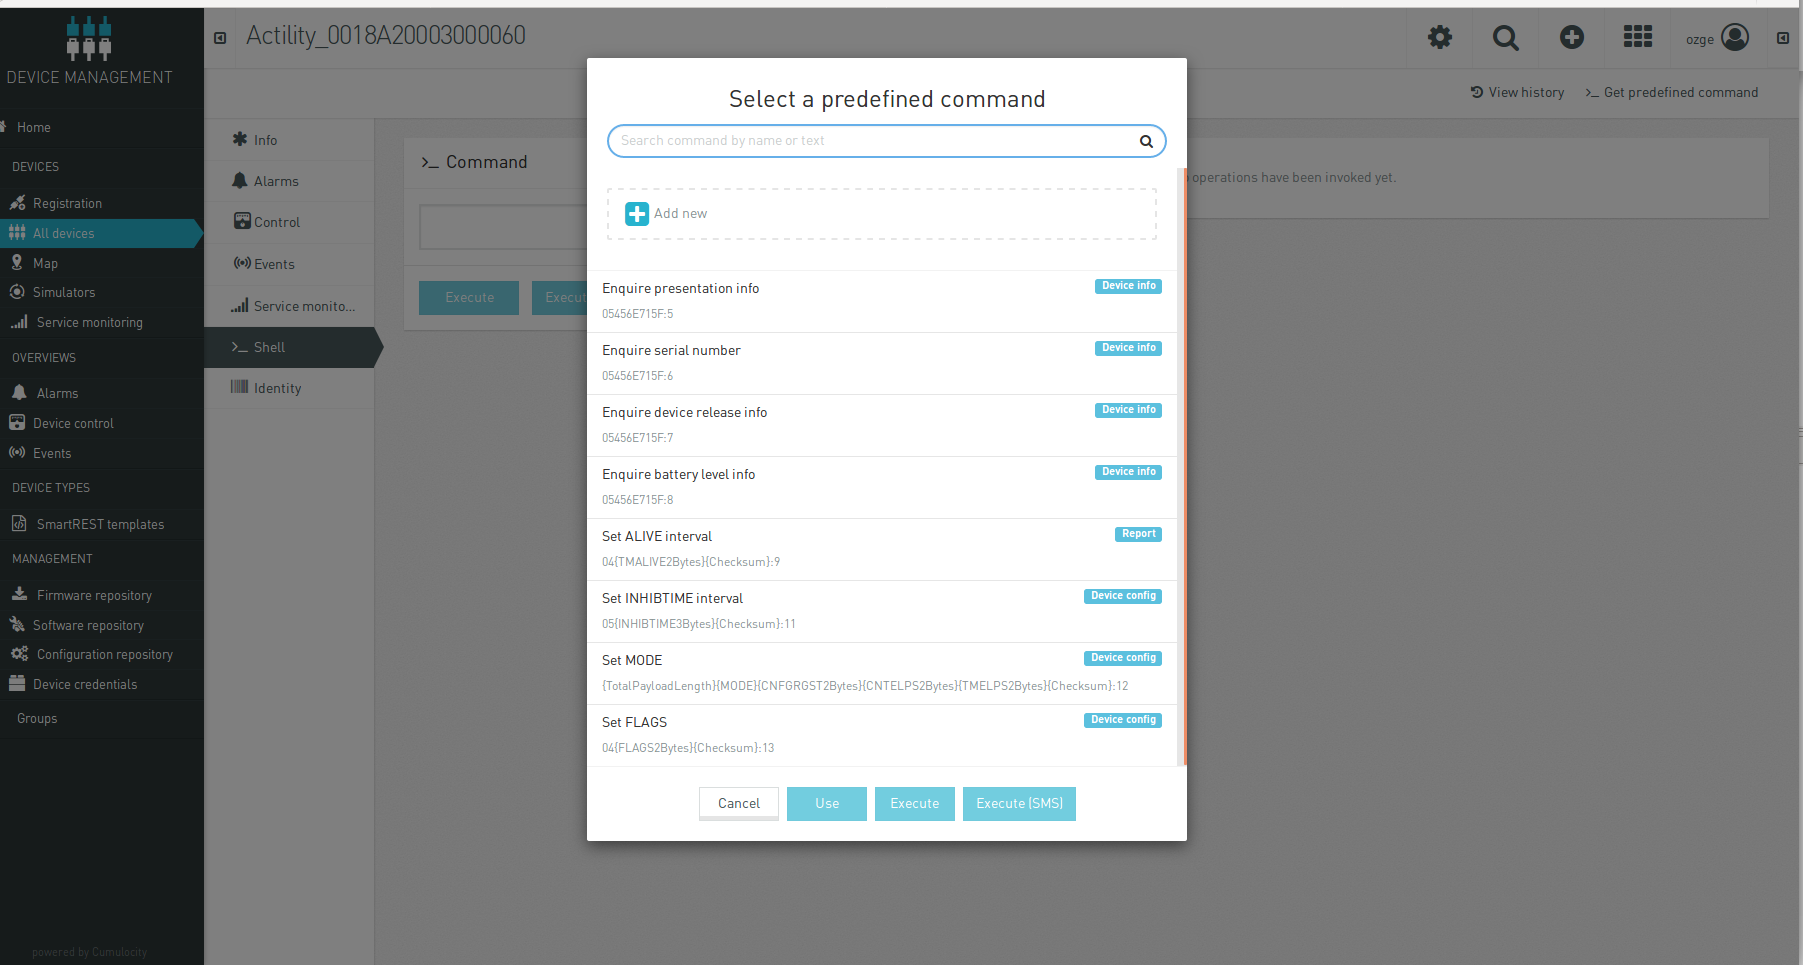 DEVICE MANAGEMENT
Actility_0018A20003000060
ozge
View history
>_ Get predefined command
Home
DEVICES
Registration
All devices
Map
Simulators
Service monitoring
OVERVIEWS
Alarms
Device control
Events
DEVICE TYPES
SmartREST templates
MANAGEMENT
Firmware repository
Software repository
Configuration repository
Device credentials
Groups
powered by Cumulocity
Info
Alarms
Control
Events
Service monito...
>_ Shell
Identity
>_ Command
Execute
Execut
operations have been invoked yet.
Select a predefined command
Search command by name or text
Add new
Enquire presentation info
Device info
05456E715F:5
Enquire serial number
Device info
05456E715F:6
Enquire device release info
Device info
05456E715F:7
Enquire battery level info
Device info
05456E715F:8
Set ALIVE interval
Report
04{TMALIVE2Bytes}{Checksum}:9
Set INHIBTIME interval
Device config
05{INHIBTIME3Bytes}{Checksum}:11
Set MODE
Device config
{TotalPayloadLength}{MODE}{CNFGRGST2Bytes}{CNTELPS2Bytes}{TMELPS2Bytes}{Checksum}:12
Set FLAGS
Device config
04{FLAGS2Bytes}{Checksum}:13
Cancel
Use
Execute
Execute (SMS)